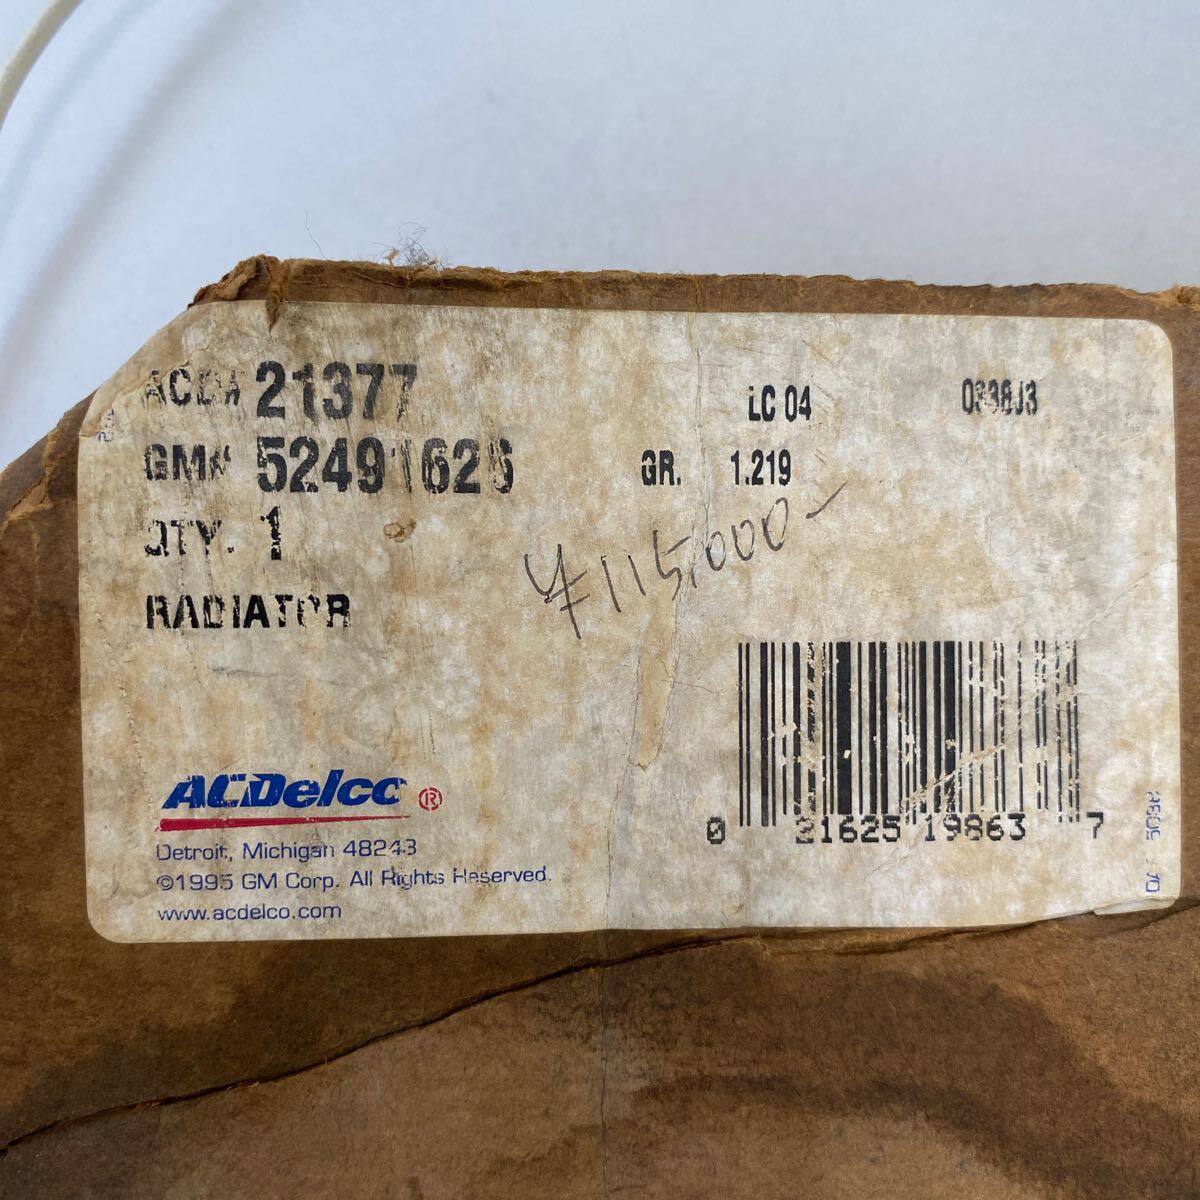 ACD# 21377
LC 04
0338J3
GM# 52491626
GR. 1.219
QTY. 1
¥115,000-
RADIATOR
0 21625 19863 7
ACDelco ®
Detroit, Michigan 48243
©1995 GM Corp. All Rights Reserved.
www.acdelco.com